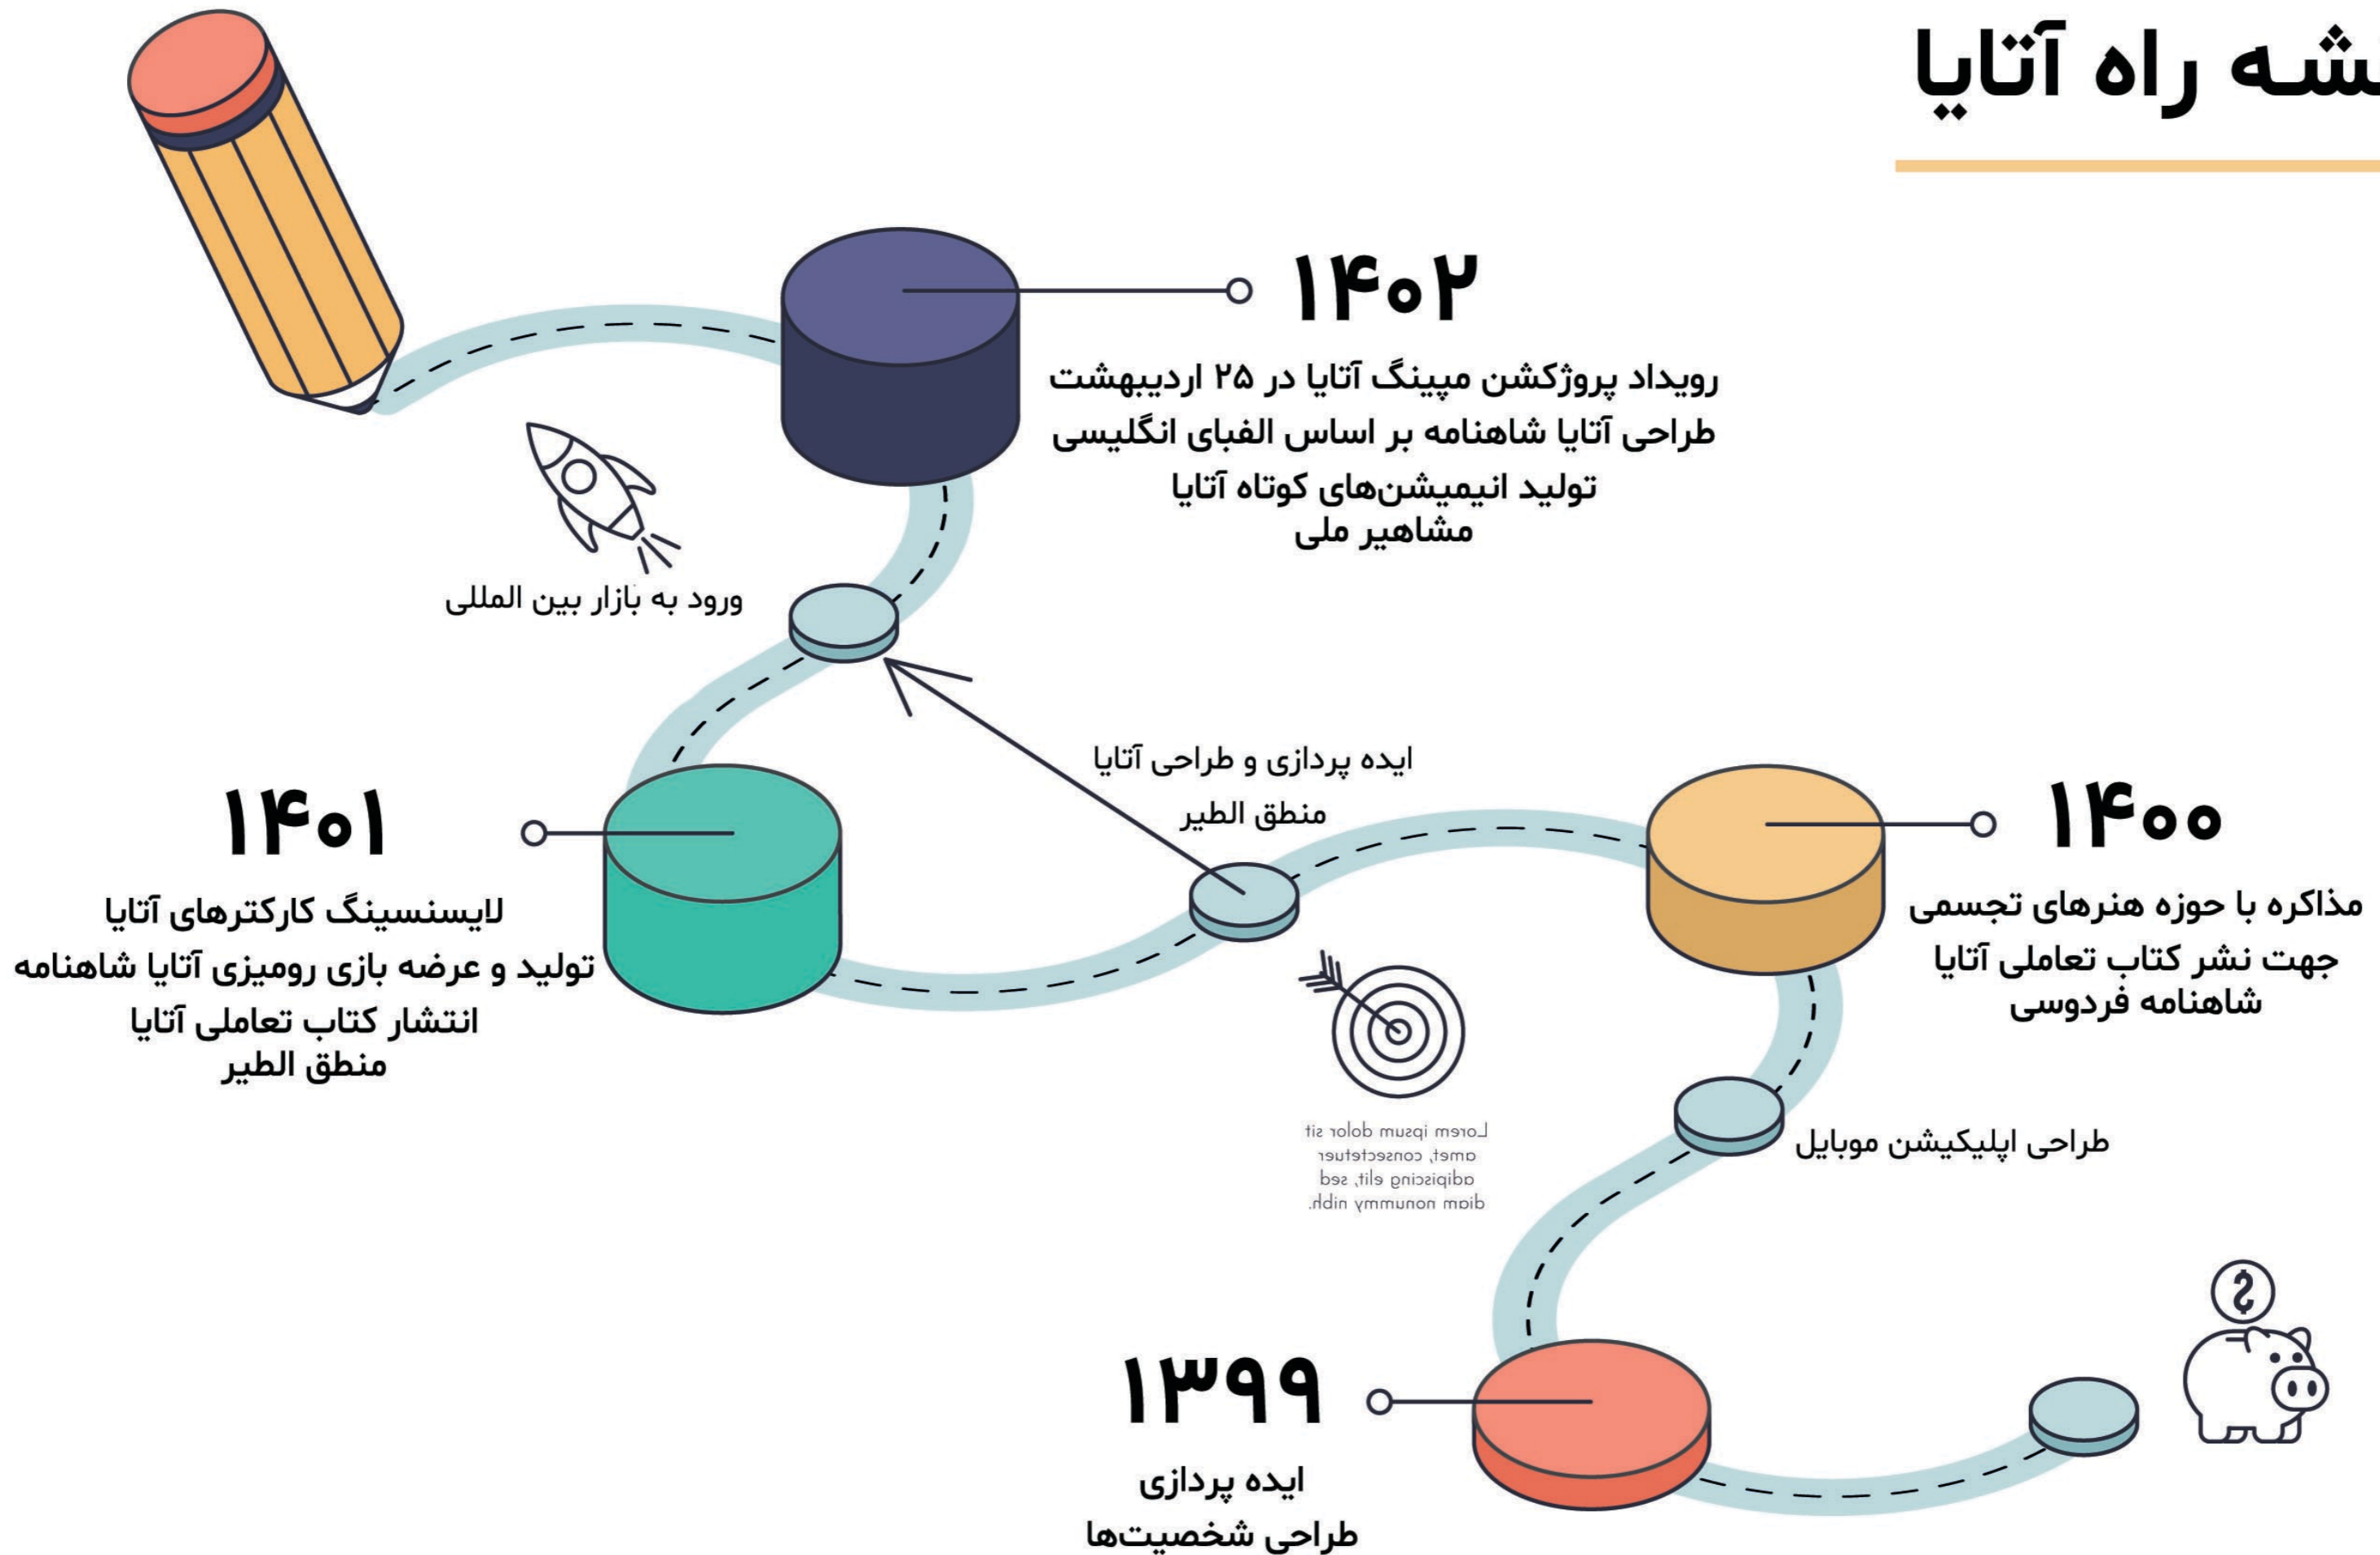 راه آتایا
۱۴۰۲
رویداد پروژکشن مپینگ آتایا در ۲۵ اردیبهشت
طراحی آتایا شاهنامه بر اساس الفبای انگلیسی
تولید انیمیشن‌های کوتاه آتایا
مشاهیر ملی
ورود به بازار بین المللی
ایده پردازی و طراحی آتایا
منطق الطیر
۱۴۰۰
مذاکره با حوزه هنرهای تجسمی
جهت نشر کتاب تعاملی آتایا
شاهنامه فردوسی
۱۴۰۱
لایسنسینگ کارکترهای آتایا
تولید و عرضه بازی رومیزی آتایا شاهنامه
انتشار کتاب تعاملی آتایا
منطق الطیر
طراحی اپلیکیشن موبایل
Lorem ipsum dolor sit
amet, consectetuer
adipiscing elit, sed
diam nonummy nibh.
۱۳۹۹
ایده پردازی
طراحی شخصیت‌ها